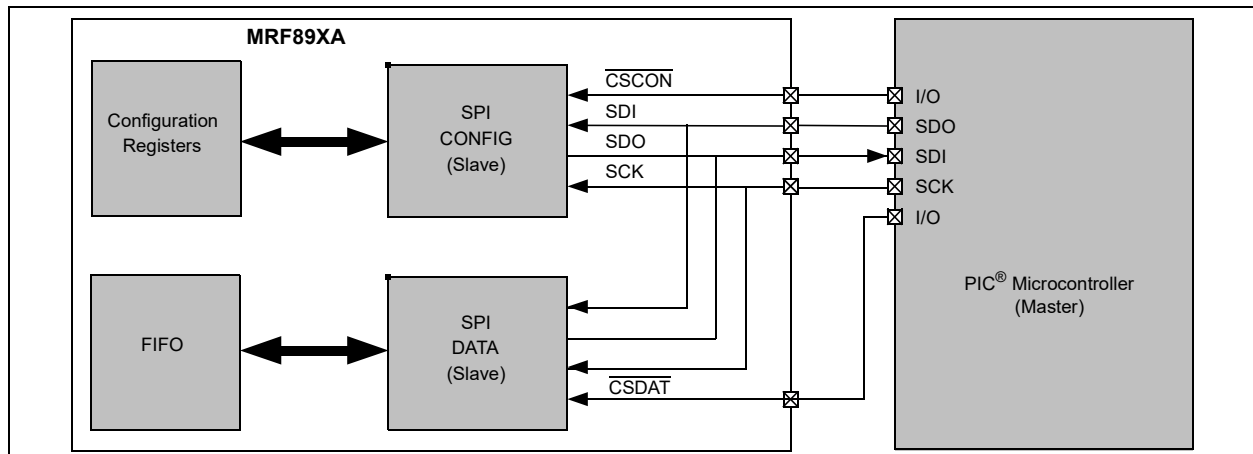 MRF89XA
Configuration
Registers
SPI
CONFIG
(Slave)
CSCON
SDI
SDO
SCK
I/O
SDO
SDI
SCK
I/O
PIC® Microcontroller
(Master)
FIFO
SPI
DATA
(Slave)
CSDAT